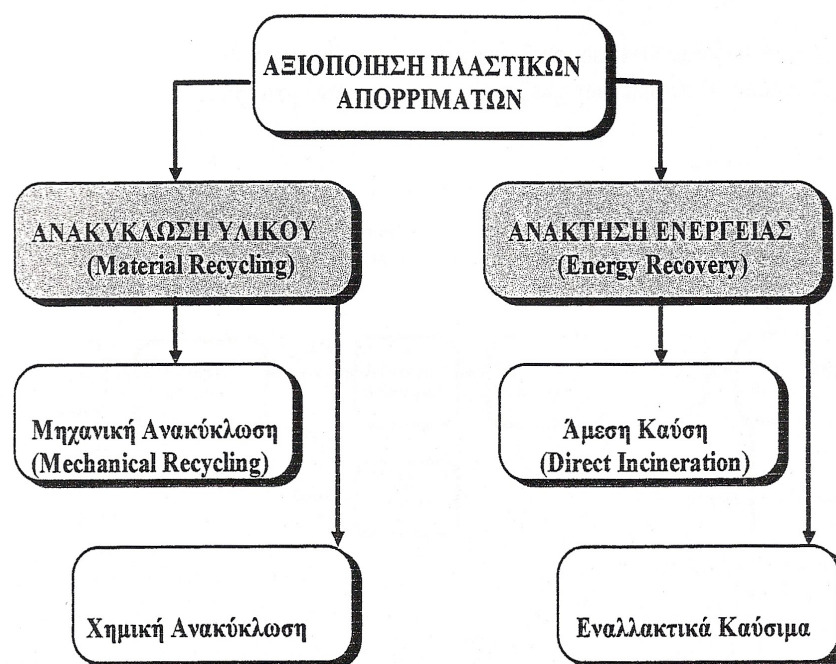 ΑΞΙΟΠΟΙΗΣΗ ΠΛΑΣΤΙΚΩΝ
ΑΠΟΡΡΙΜΑΤΩΝ
ΑΝΑΚΥΚΛΩΣΗ ΥΛΙΚΟΥ
(Material Recycling)
ΑΝΑΚΤΗΣΗ ΕΝΕΡΓΕΙΑΣ
(Energy Recovery)
Μηχανική Ανακύκλωση
(Mechanical Recycling)
Άμεση Καύση
(Direct Incineration)
Χημική Ανακύκλωση
Εναλλακτικά Καύσιμα